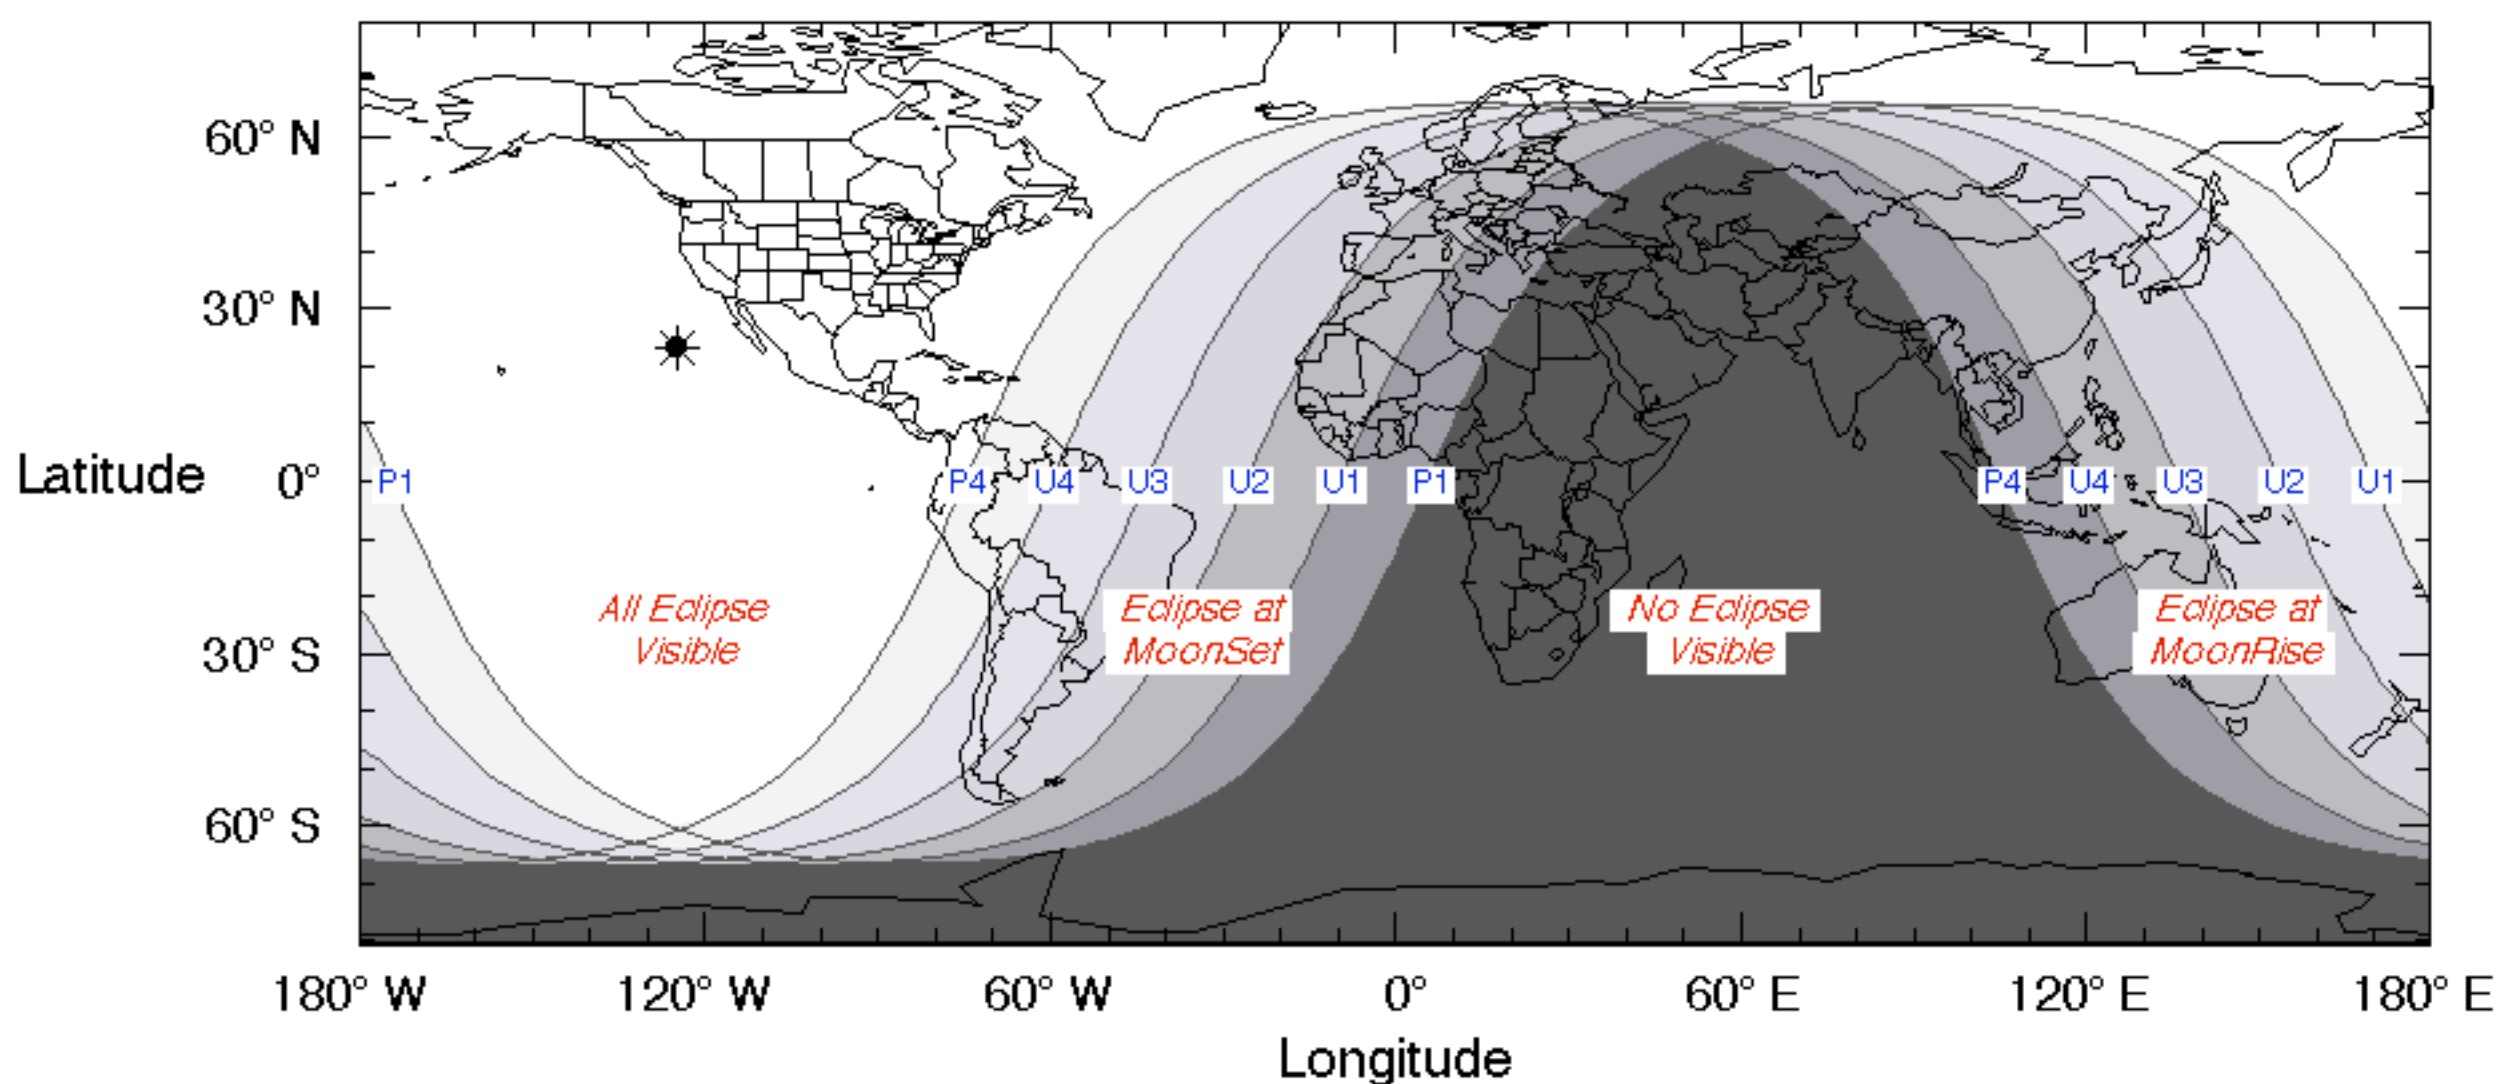 60° N
30° N
Latitude 0°
P1 P4 U4 U3 U2 U1 P1 P4 U4 U3 U2 U1
All Eclipse
Visible
Eclipse at
MoonSet
No Eclipse
Visible
Eclipse at
MoonRise
30° S
60° S
180° W 120° W 60° W 0° 60° E 120° E 180° E
Longitude